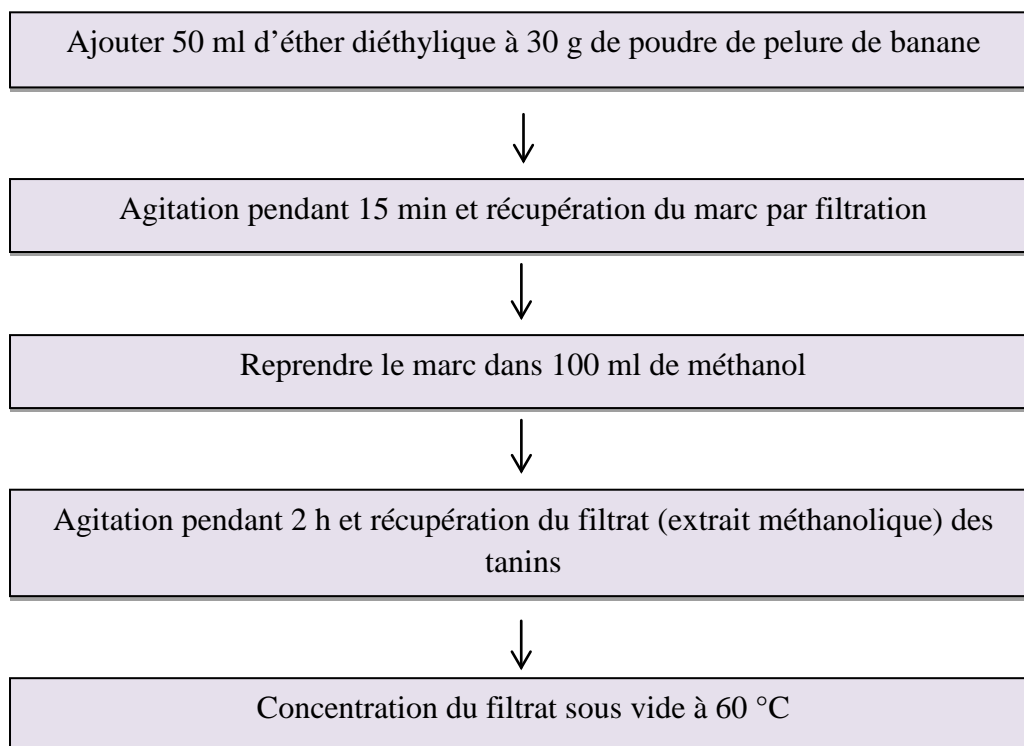 Ajouter 50 ml d’éther diéthylique à 30 g de poudre de pelure de banane
Agitation pendant 15 min et récupération du marc par filtration
Reprendre le marc dans 100 ml de méthanol
Agitation pendant 2 h et récupération du filtrat (extrait méthanolique) des
tanins
Concentration du filtrat sous vide à 60 °C